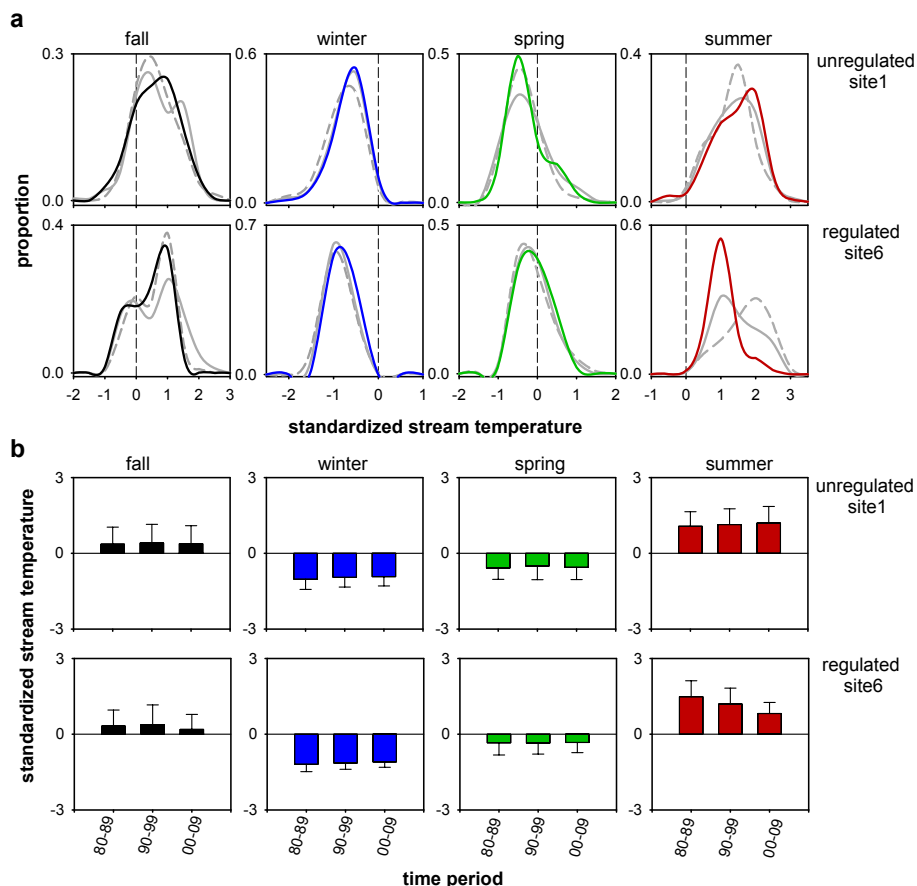 a
fall winter spring summer
0.3 0.6 0.5 0.4 unregulated
site1
0.0 0.0 0.0 0.0
proportion
0.4 0.7 0.5 0.6 regulated
site6
0.0 0.0 0.0 0.0
-2 -1 0 1 2 3 -2 -1 0 1 -2 -1 0 1 2 -1 0 1 2 3
standardized stream temperature
b
fall winter spring summer
3 3 3 3 unregulated
site1
0 0 0 0
-3 -3 -3 -3
standardized stream temperature
3 3 3 3 regulated
site6
0 0 0 0
-3 -3 -3 -3
80-89 90-99 00-09 80-89 90-99 00-09 80-89 90-99 00-09 80-89 90-99 00-09
time period